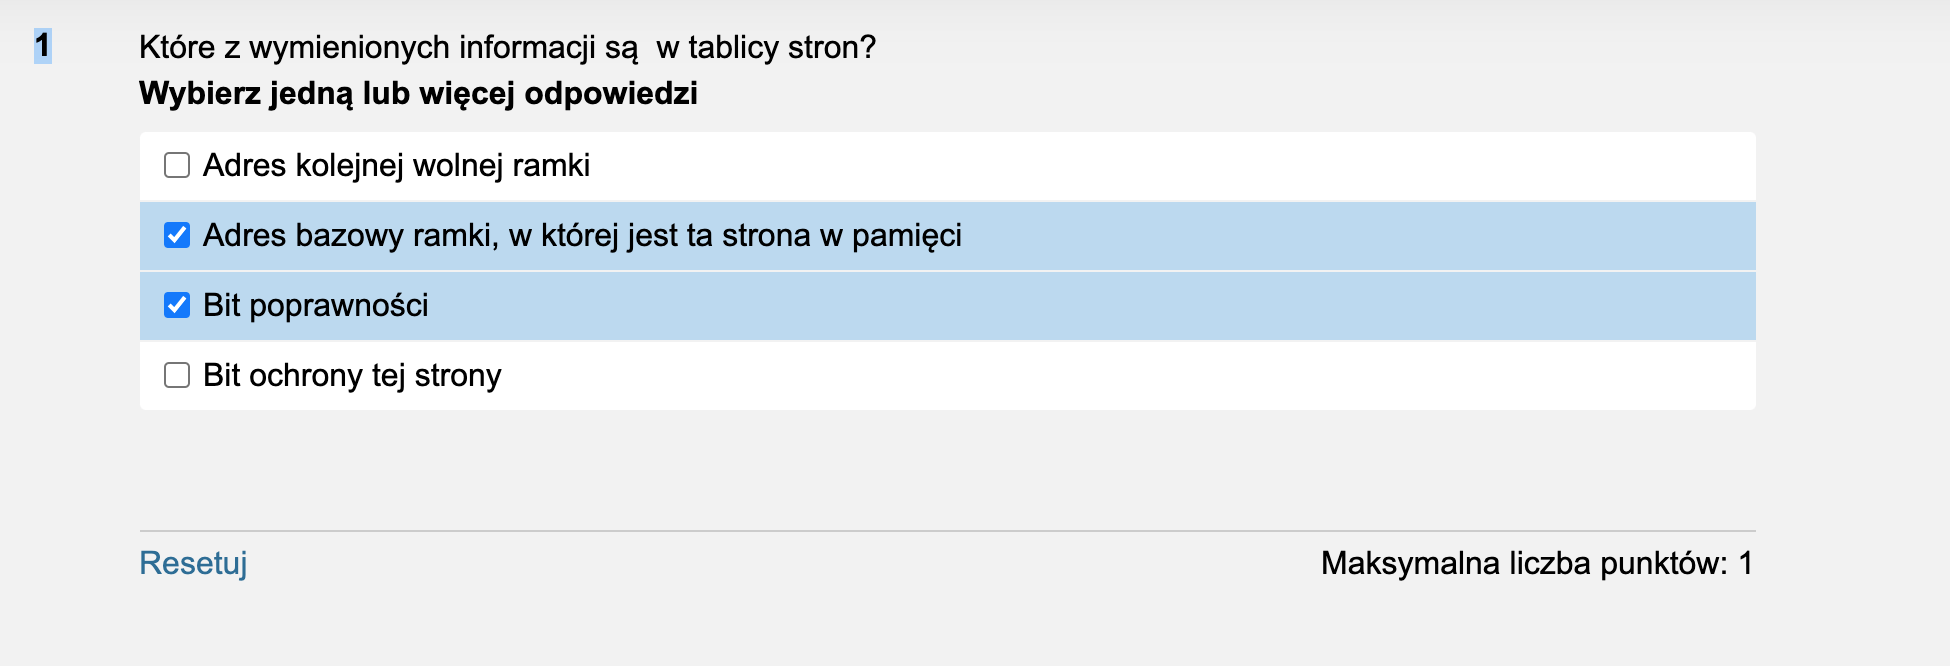 1
Które z wymienionych informacji są  w tablicy stron?
Wybierz jedną lub więcej odpowiedzi
Adres kolejnej wolnej ramki
Adres bazowy ramki, w której jest ta strona w pamięci
Bit poprawności
Bit ochrony tej strony
Resetuj
Maksymalna liczba punktów: 1